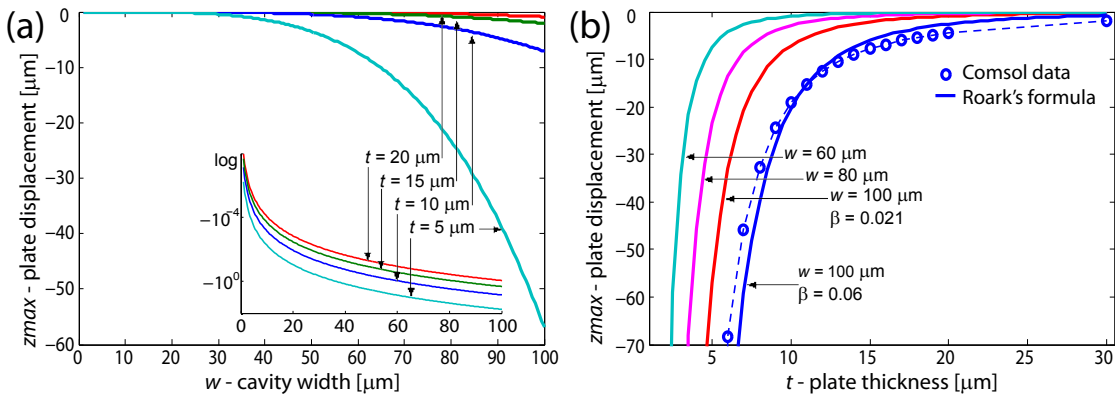 (a)
zmax - plate displacement [μm]
0
−10
−20
−30
−40
−50
−60
0 10 20 30 40 50 60 70 80 90 100
w - cavity width [μm]
t = 20 μm
t = 15 μm
t = 10 μm
t = 5 μm
log
−10⁻⁴
−10⁰
0 20 40 60 80 100
(b)
zmax - plate displacement [μm]
0
−10
−20
−30
−40
−50
−60
−70
5 10 15 20 25 30
t - plate thickness [μm]
Comsol data
Roark's formula
w = 60 μm
w = 80 μm
w = 100 μm
β = 0.021
w = 100 μm
β = 0.06